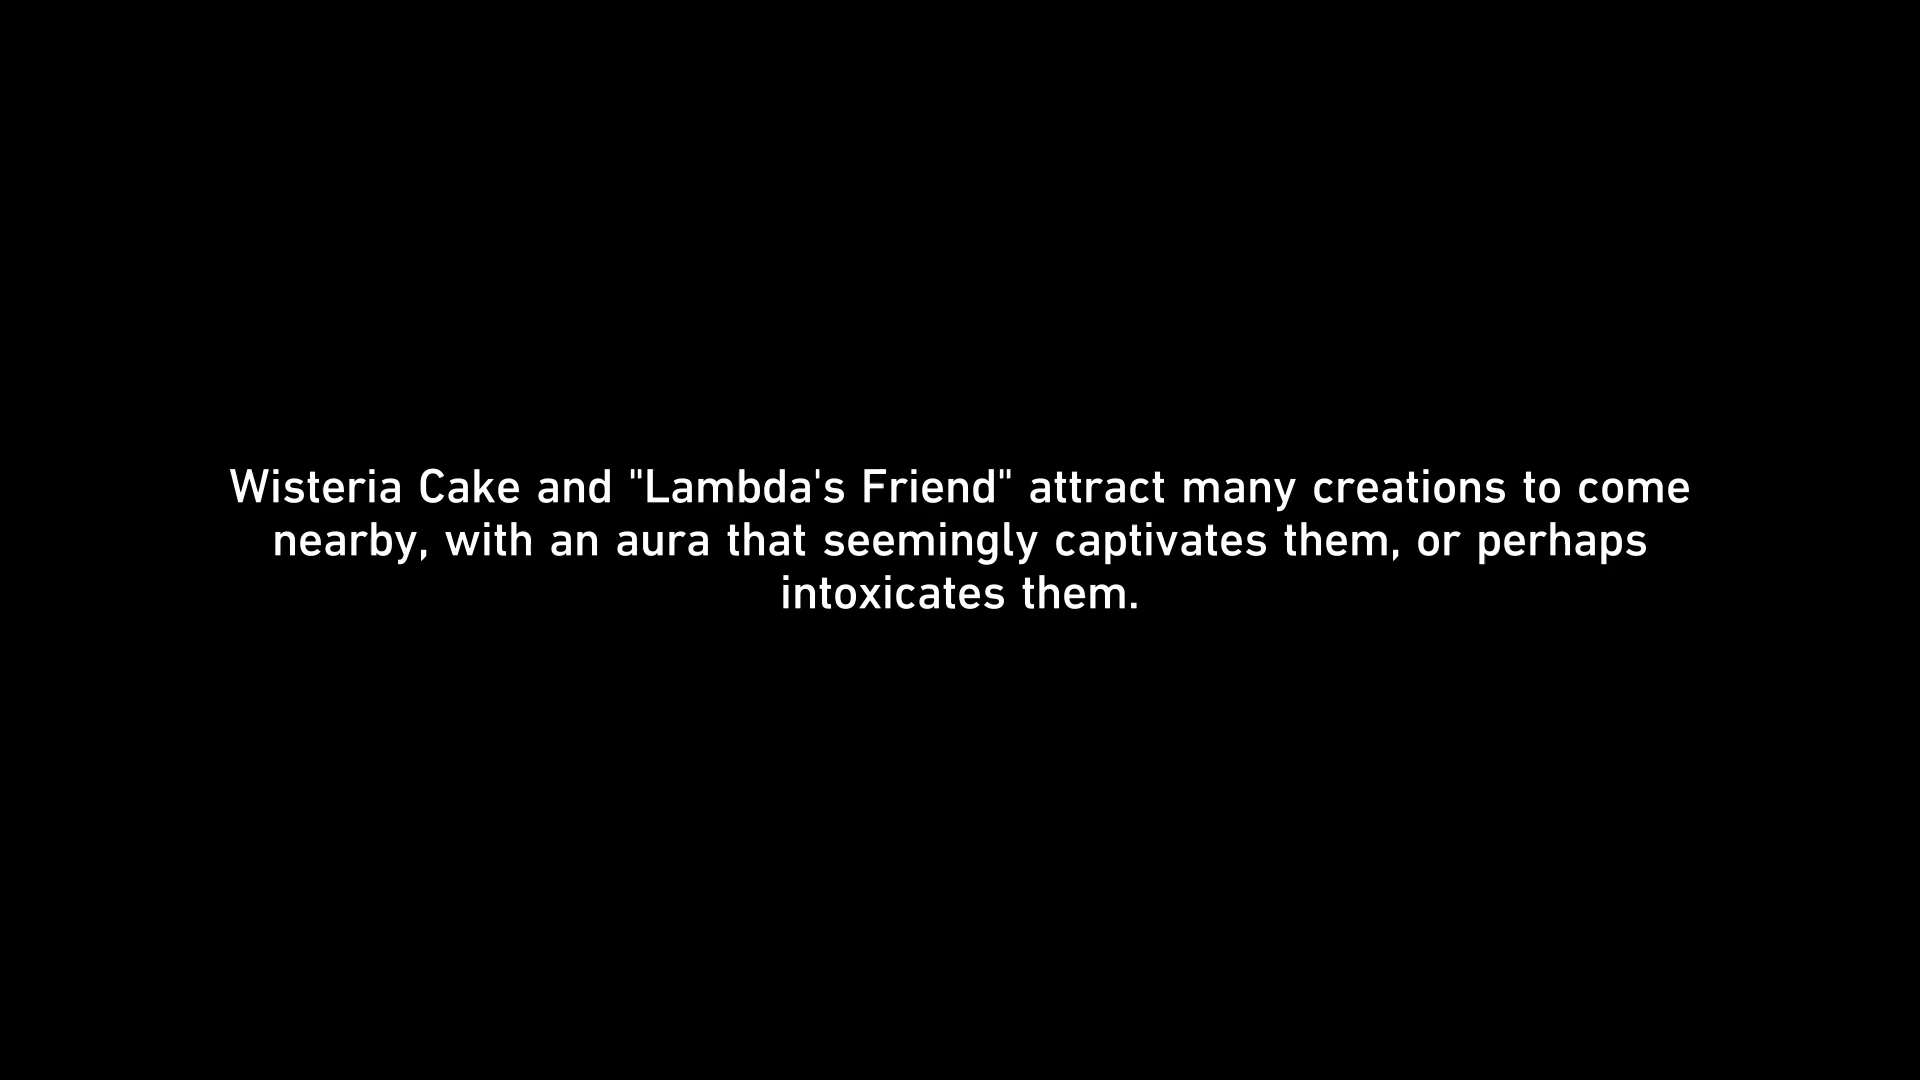 Wisteria Cake and "Lambda's Friend" attract many creations to come
nearby, with an aura that seemingly captivates them, or perhaps
intoxicates them.